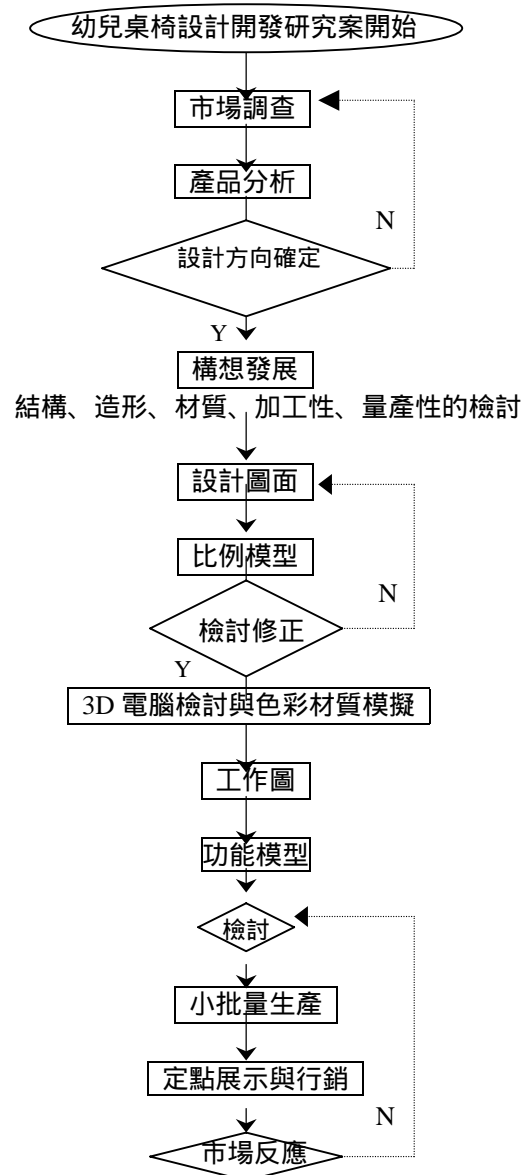 幼兒桌椅設計開發研究案開始
市場調查
產品分析
N
設計方向確定
Y
構想發展
結構、造形、材質、加工性、量產性的檢討
設計圖面
比例模型
N
檢討修正
Y
3D 電腦檢討與色彩材質模擬
工作圖
功能模型
檢討
小批量生產
定點展示與行銷
N
市場反應